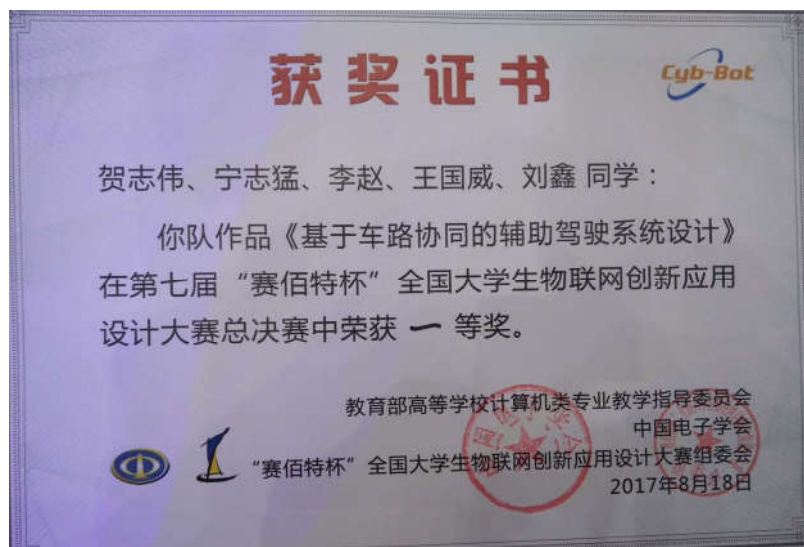 获奖证书
Cyb-Bot
贺志伟、宁志猛、李赵、王国威、刘鑫 同学：
你队作品《基于车路协同的辅助驾驶系统设计》
在第七届“赛佰特杯”全国大学生物联网创新应用
设计大赛总决赛中荣获 一 等奖。
教育部高等学校计算机类专业教学指导委员会
中国电子学会
“赛佰特杯”全国大学生物联网创新应用设计大赛组委会
2017年8月18日